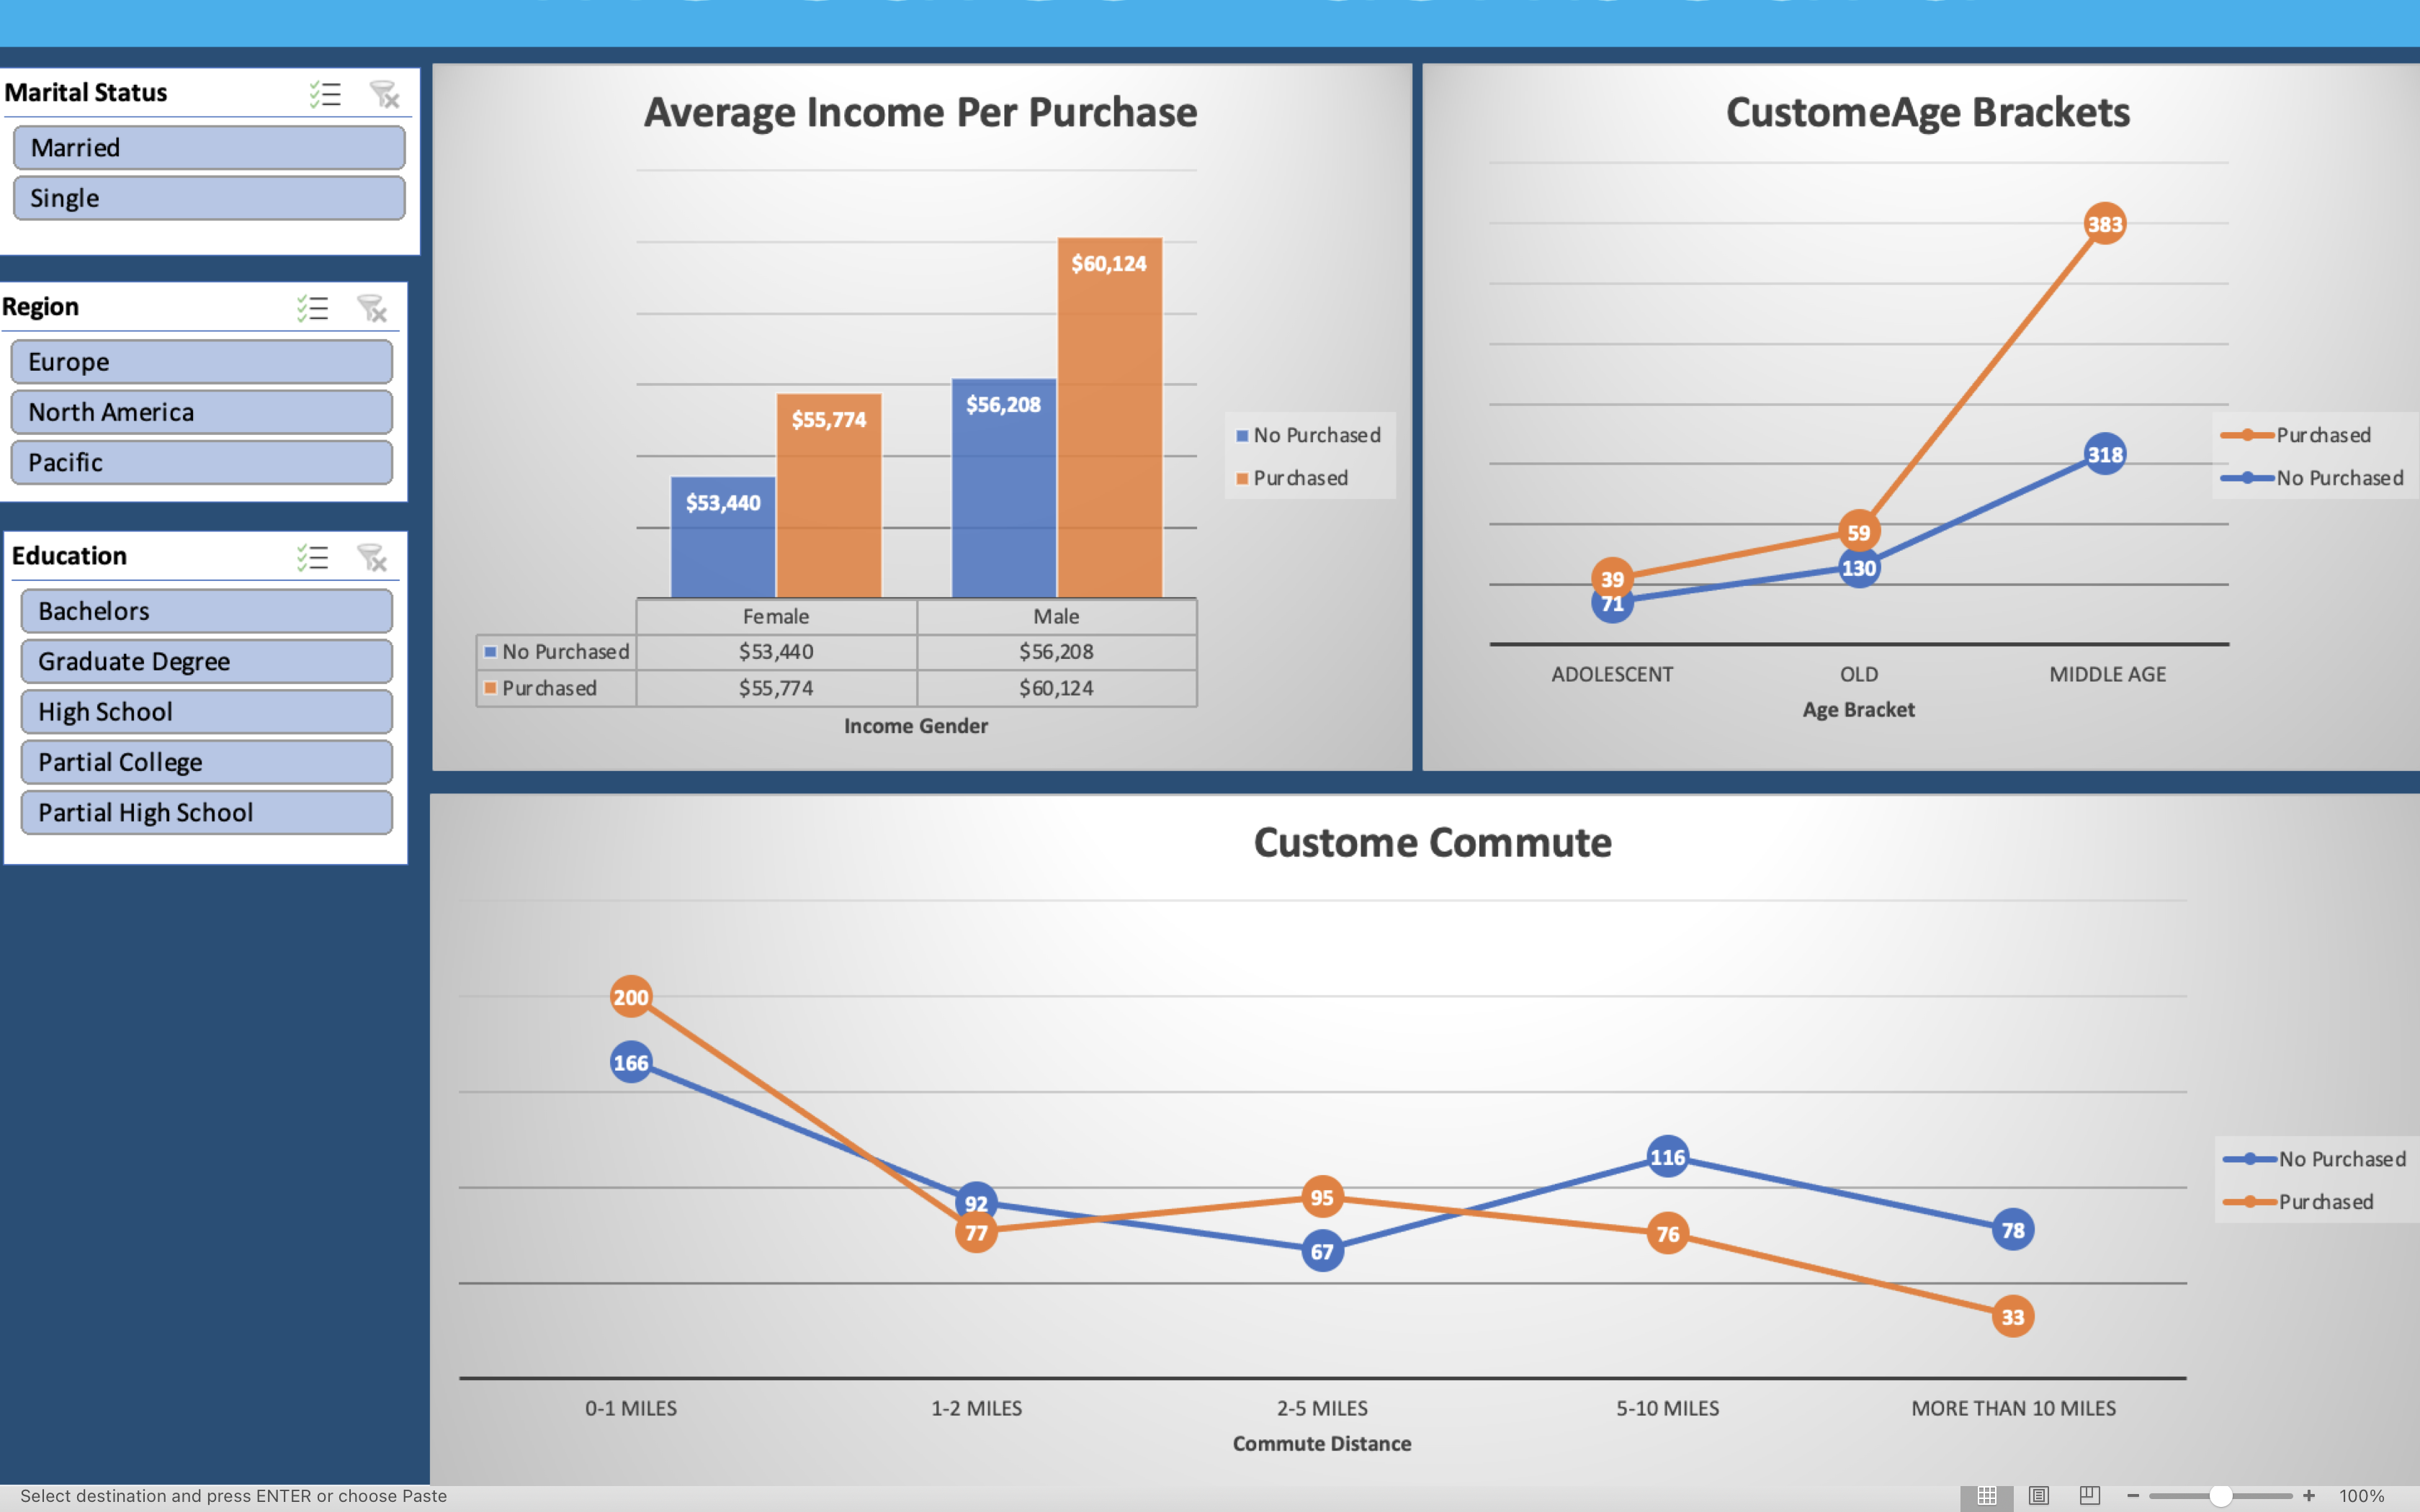 Marital Status
Married
Single
Region
Europe
North America
Pacific
Education
Bachelors
Graduate Degree
High School
Partial College
Partial High School
Average Income Per Purchase
$60,124
$56,208
$55,774
$53,440
No Purchased
Purchased
Female Male
No Purchased $53,440 $56,208
Purchased $55,774 $60,124
Income Gender
CustomeAge Brackets
383
318
59
130
39
71
Purchased
No Purchased
ADOLESCENT OLD MIDDLE AGE
Age Bracket
Custome Commute
200
166
92
77
95
67
116
76
78
33
No Purchased
Purchased
0-1 MILES 1-2 MILES 2-5 MILES 5-10 MILES MORE THAN 10 MILES
Commute Distance
Select destination and press ENTER or choose Paste
100%